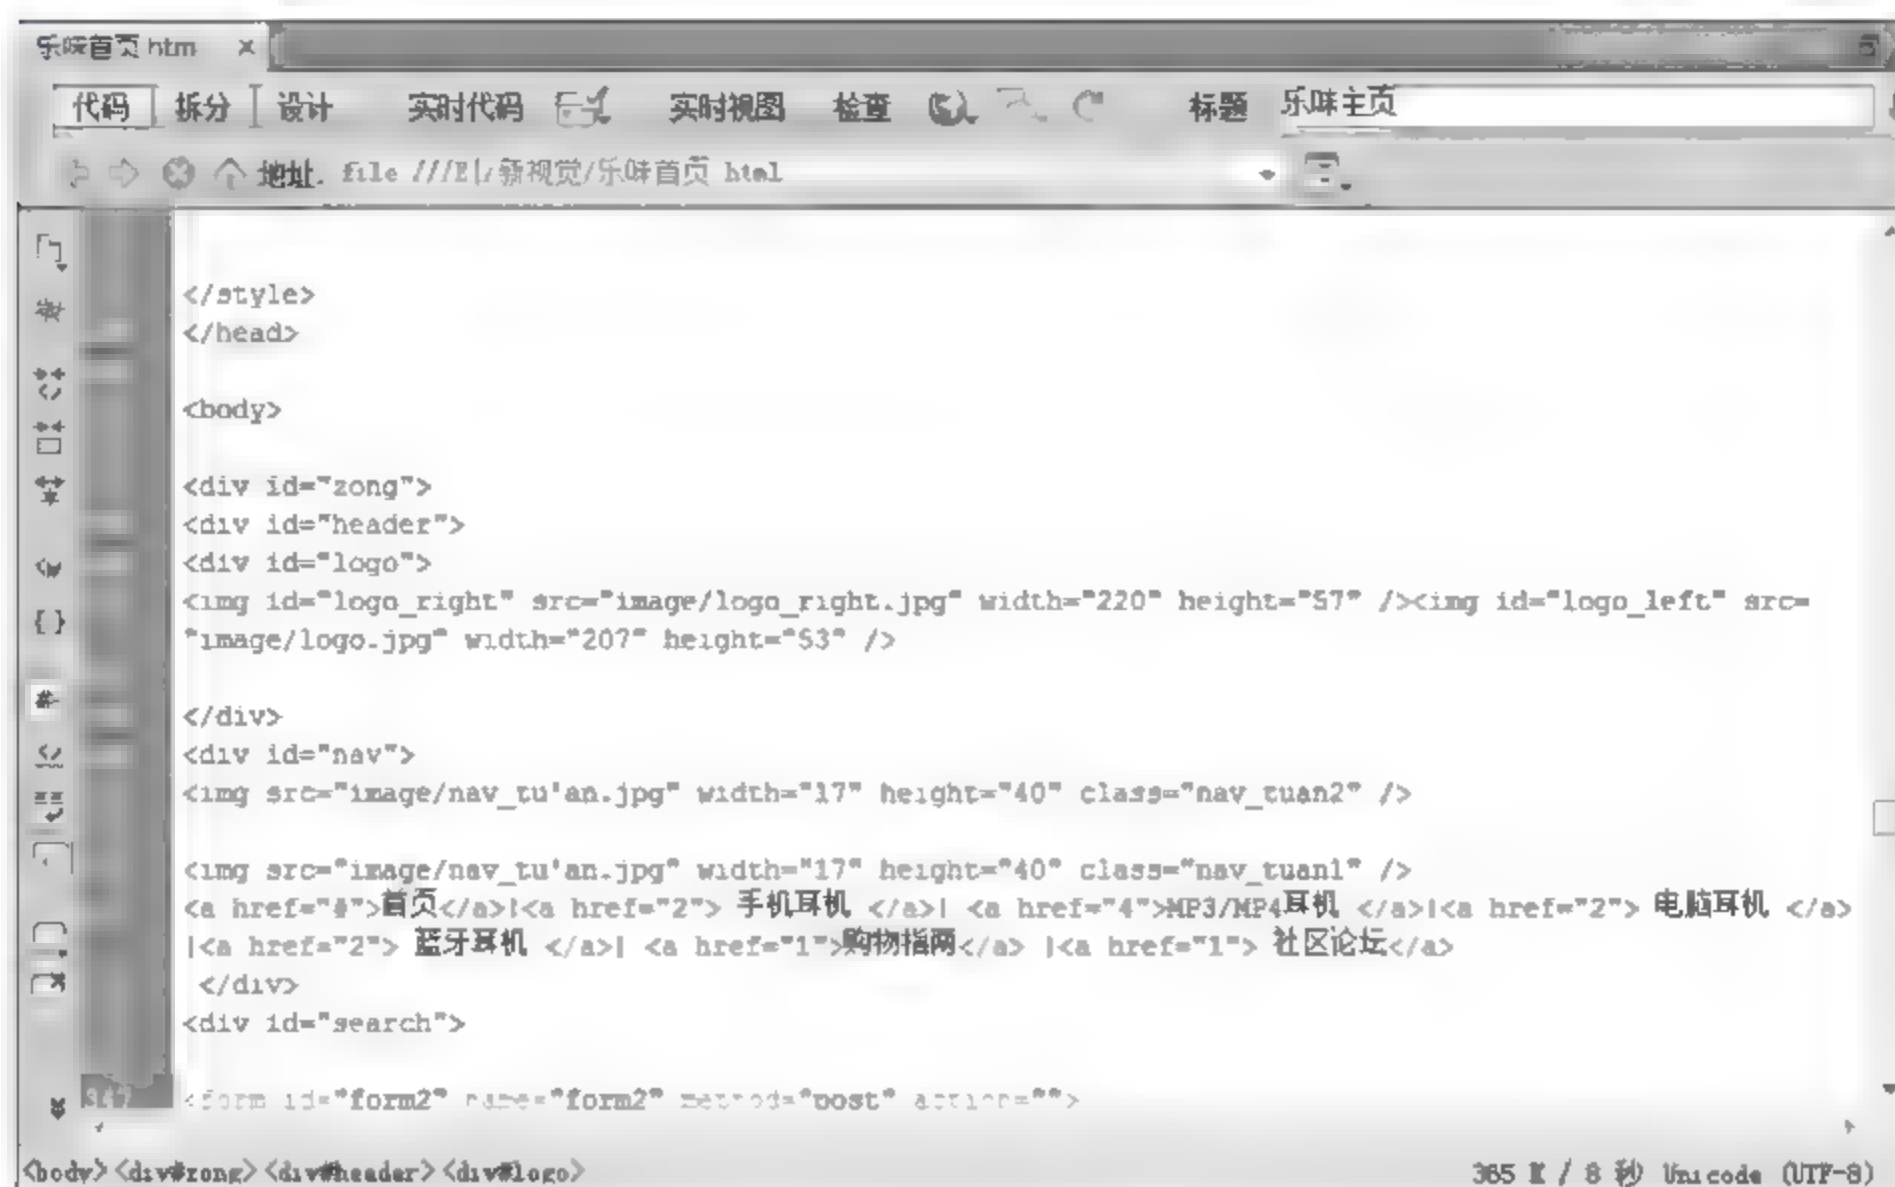 乐味首页 htm ×
代码 拆分 设计 实时代码 实时视图 检查 标题 乐味主页
地址. file ///E|/新视觉/乐味首页 html
</style>
</head>
<body>
<div id="zong">
<div id="header">
<div id="logo">
<img id="logo_right" src="image/logo_right.jpg" width="220" height="57" /><img id="logo_left" src=
"image/logo.jpg" width="207" height="53" />
</div>
<div id="nav">
<img src="image/nav_tu'an.jpg" width="17" height="40" class="nav_tuan2" />
<img src="image/nav_tu'an.jpg" width="17" height="40" class="nav_tuan1" />
<a href="#">首页</a>|<a href="2"> 手机耳机 </a>| <a href="4">MP3/MP4耳机 </a>|<a href="2"> 电脑耳机 </a>
|<a href="2"> 蓝牙耳机 </a>| <a href="1">购物指南</a> |<a href="1"> 社区论坛</a>
</div>
<div id="search">
347 <form id="form2" name="form2" method="post" action="">
<body> <div#zong> <div#header> <div#logo> 365 K / 8 秒 Unicode (UTF-8)